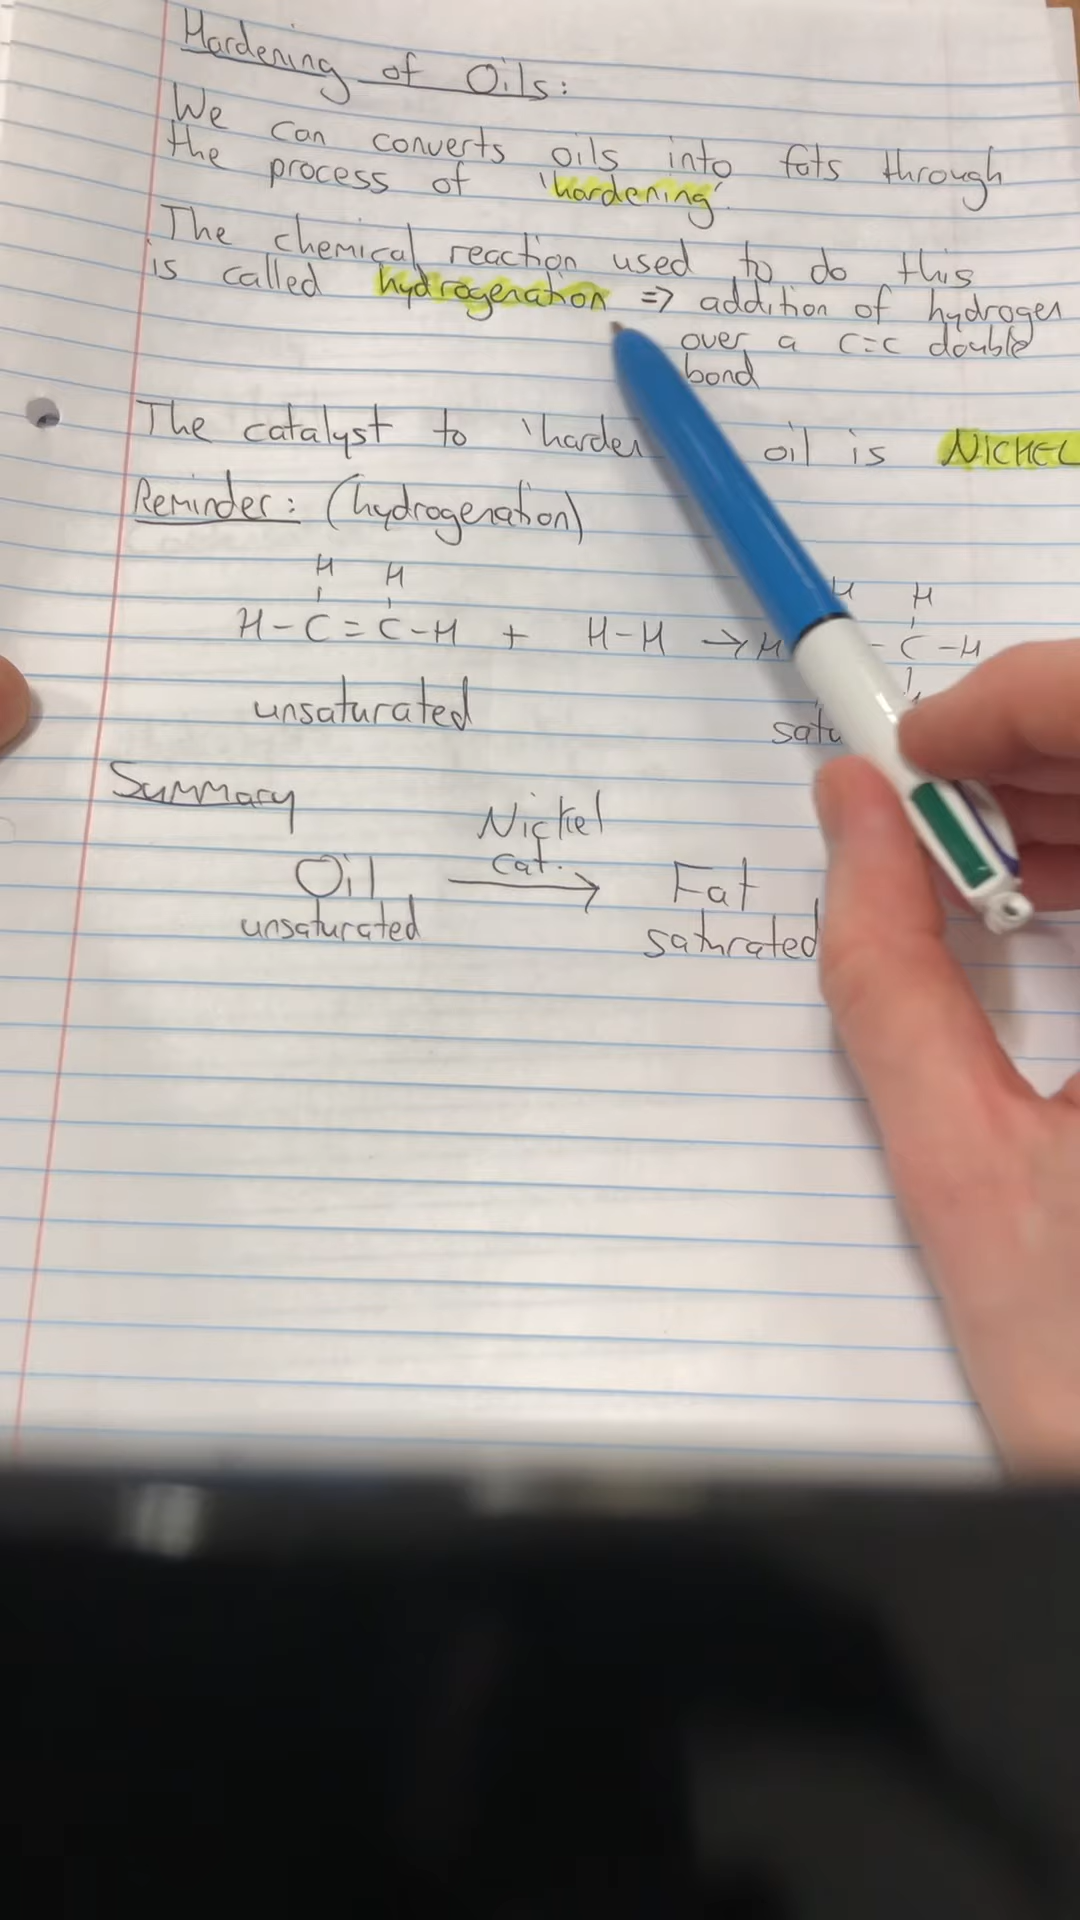 Hardening of Oils:
We can converts oils into fats through
the process of 'hardening'.
The chemical reaction used to do this
is called hydrogenation => addition of hydrogen
over a C=C double
bond
The catalyst to 'harden oil is NICKEL
Reminder: (hydrogenation)
H H H H
H-C=C-H + H-H → H -C-H
unsaturated satu
Summary
Nickel
Cat.
Oil → Fat
unsaturated saturated